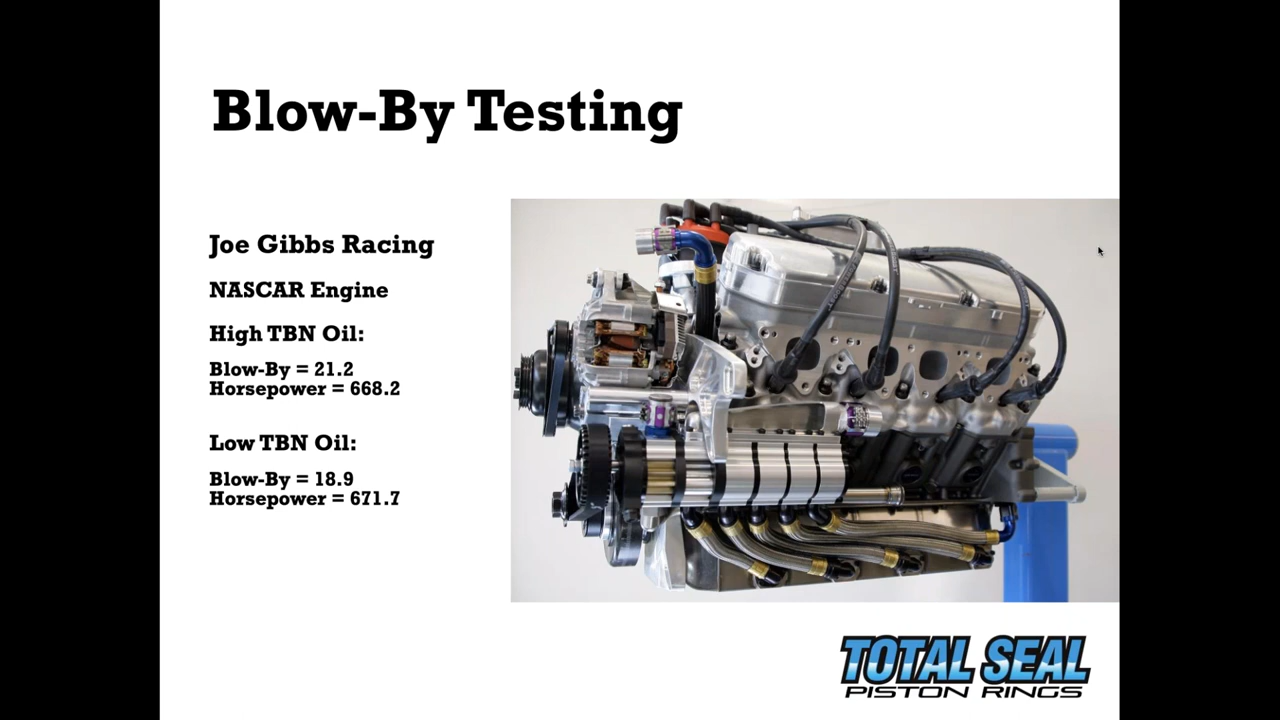 Blow-By Testing
Joe Gibbs Racing
NASCAR Engine
High TBN Oil:
Blow-By = 21.2
Horsepower = 668.2
Low TBN Oil:
Blow-By = 18.9
Horsepower = 671.7
TOTAL SEAL
PISTON RINGS